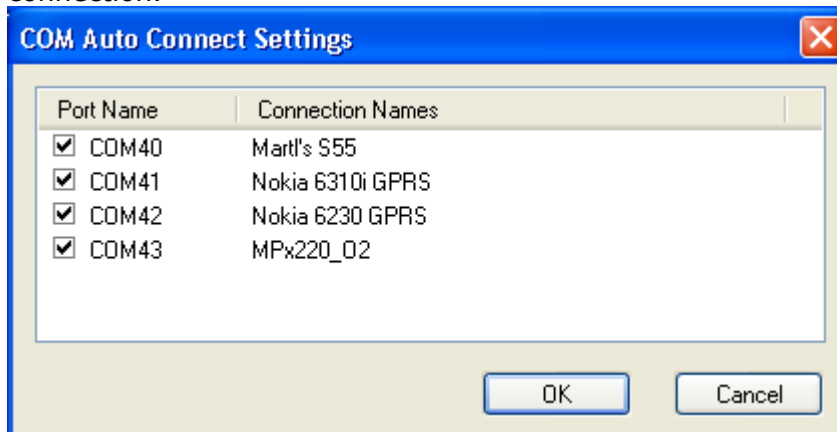 connection.
COM Auto Connect Settings
Port Name Connection Names
COM40 Martl's S55
COM41 Nokia 6310i GPRS
COM42 Nokia 6230 GPRS
COM43 MPx220_O2
OK Cancel